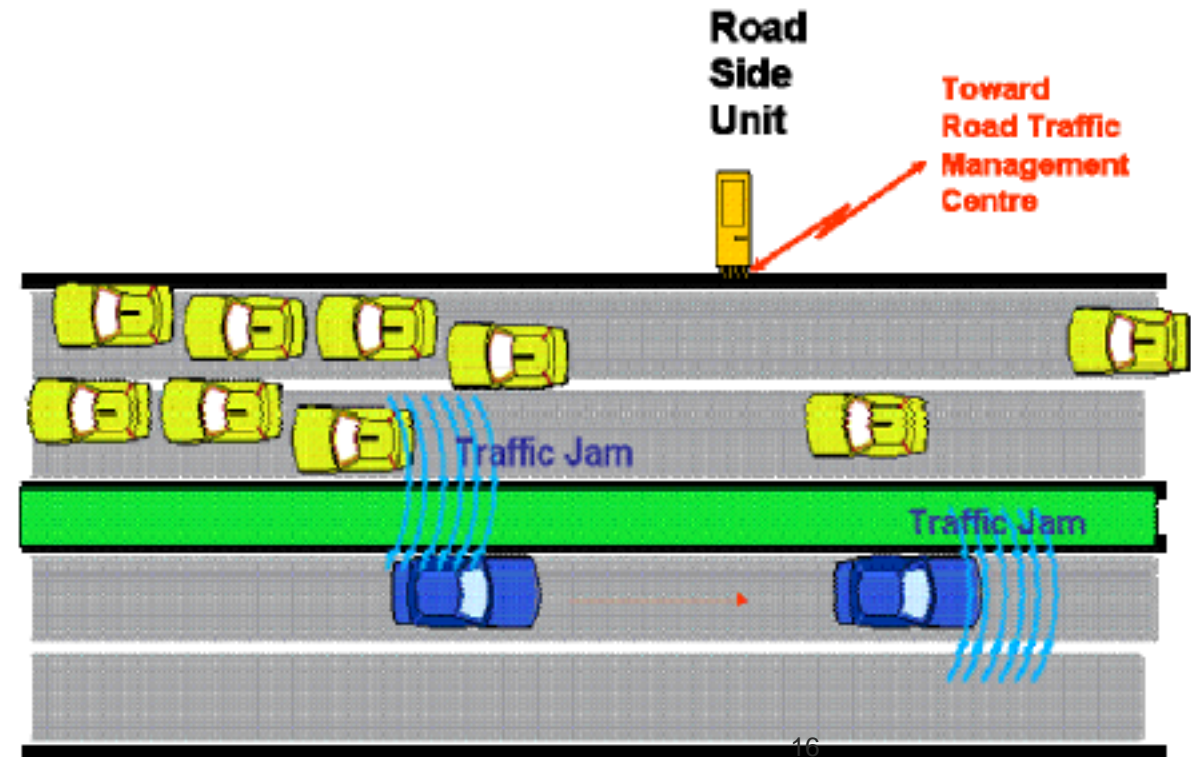 Road
Side
Unit
Toward
Road Traffic
Management
Centre
Traffic Jam
Traffic Jam
16